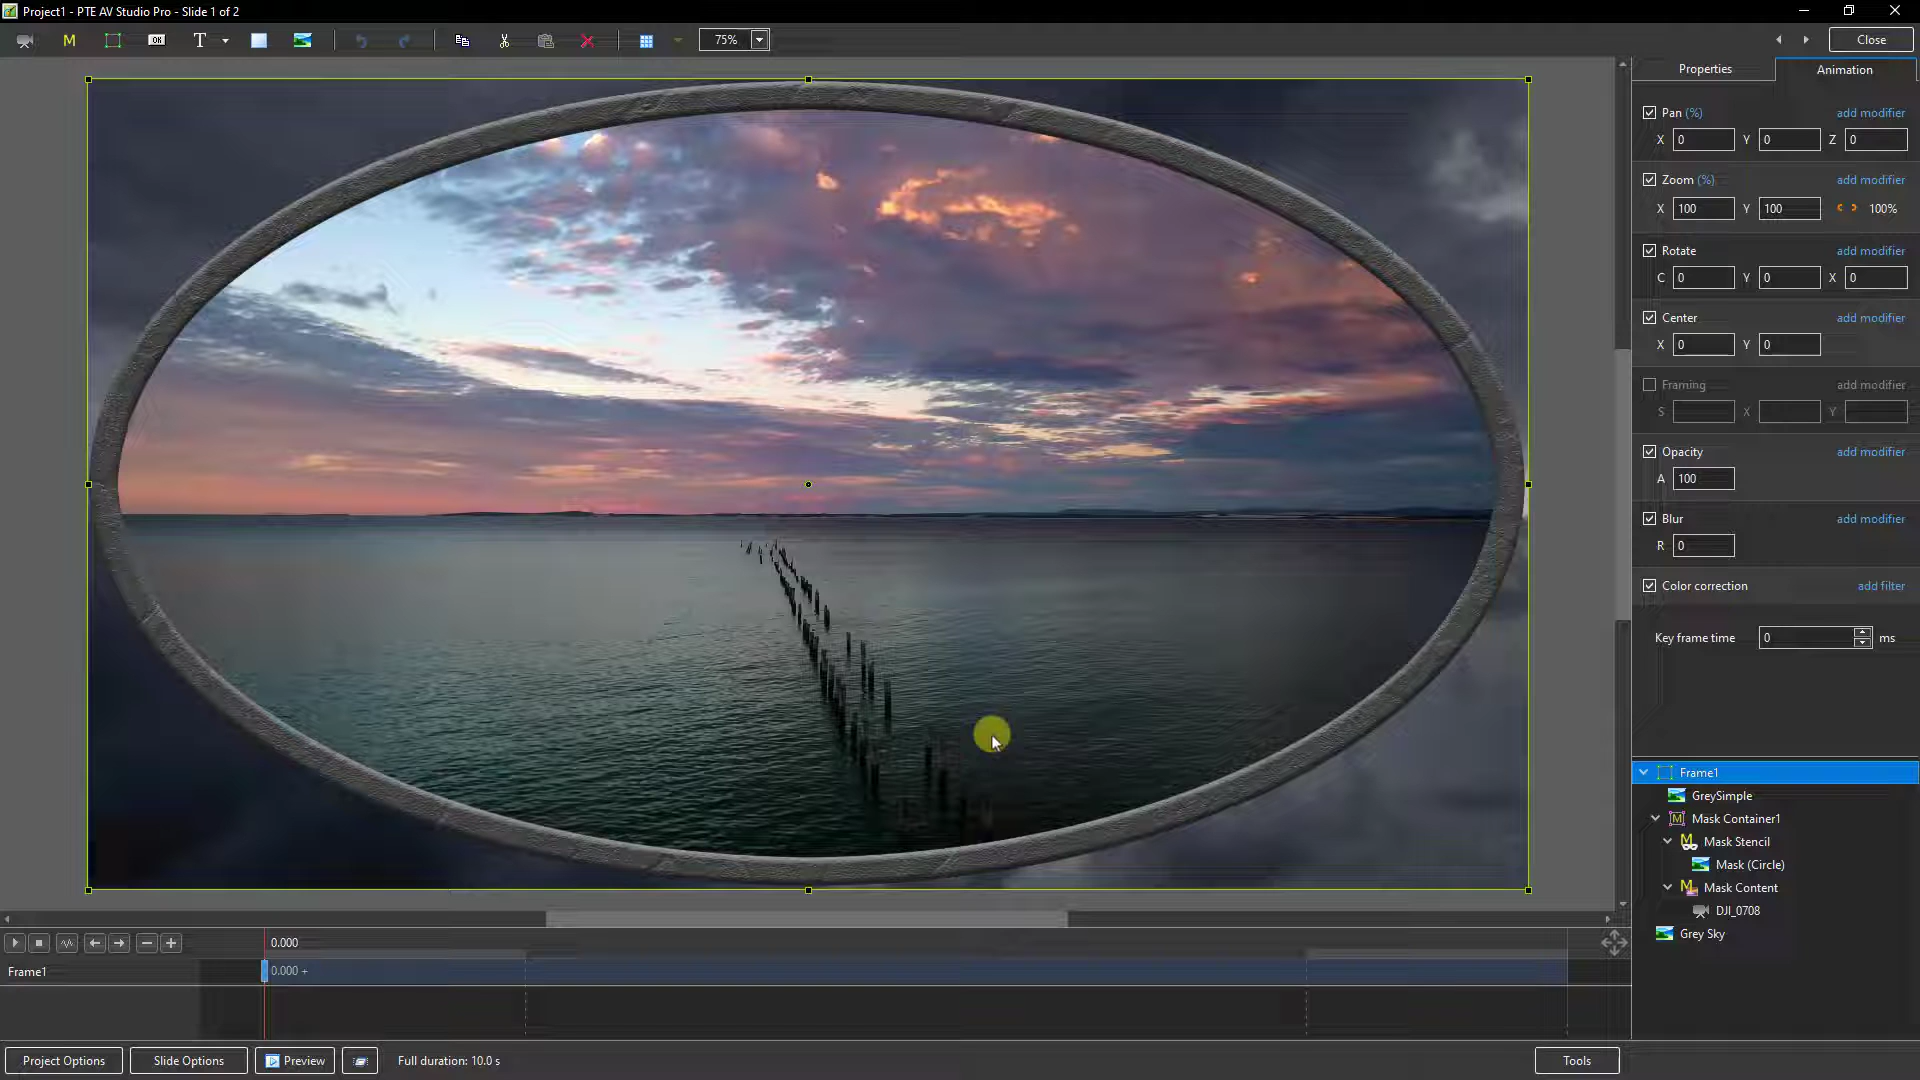 Project1 - PTE AV Studio Pro - Slide 1 of 2
M OK T 75% Close
Properties Animation
Pan (%) add modifier
X 0 Y 0 Z 0
Zoom (%) add modifier
X 100 Y 100 100%
Rotate add modifier
C 0 Y 0 X 0
Center add modifier
X 0 Y 0
Framing add modifier
S X Y
Opacity add modifier
A 100
Blur add modifier
R 0
Color correction add filter
Key frame time 0 ms
Frame1
GreySimple
M Mask Container1
M Mask Stencil
Mask (Circle)
M Mask Content
DJI_0708
Grey Sky
0.000
Frame1 0.000 +
Project Options Slide Options Preview Full duration: 10.0 s Tools